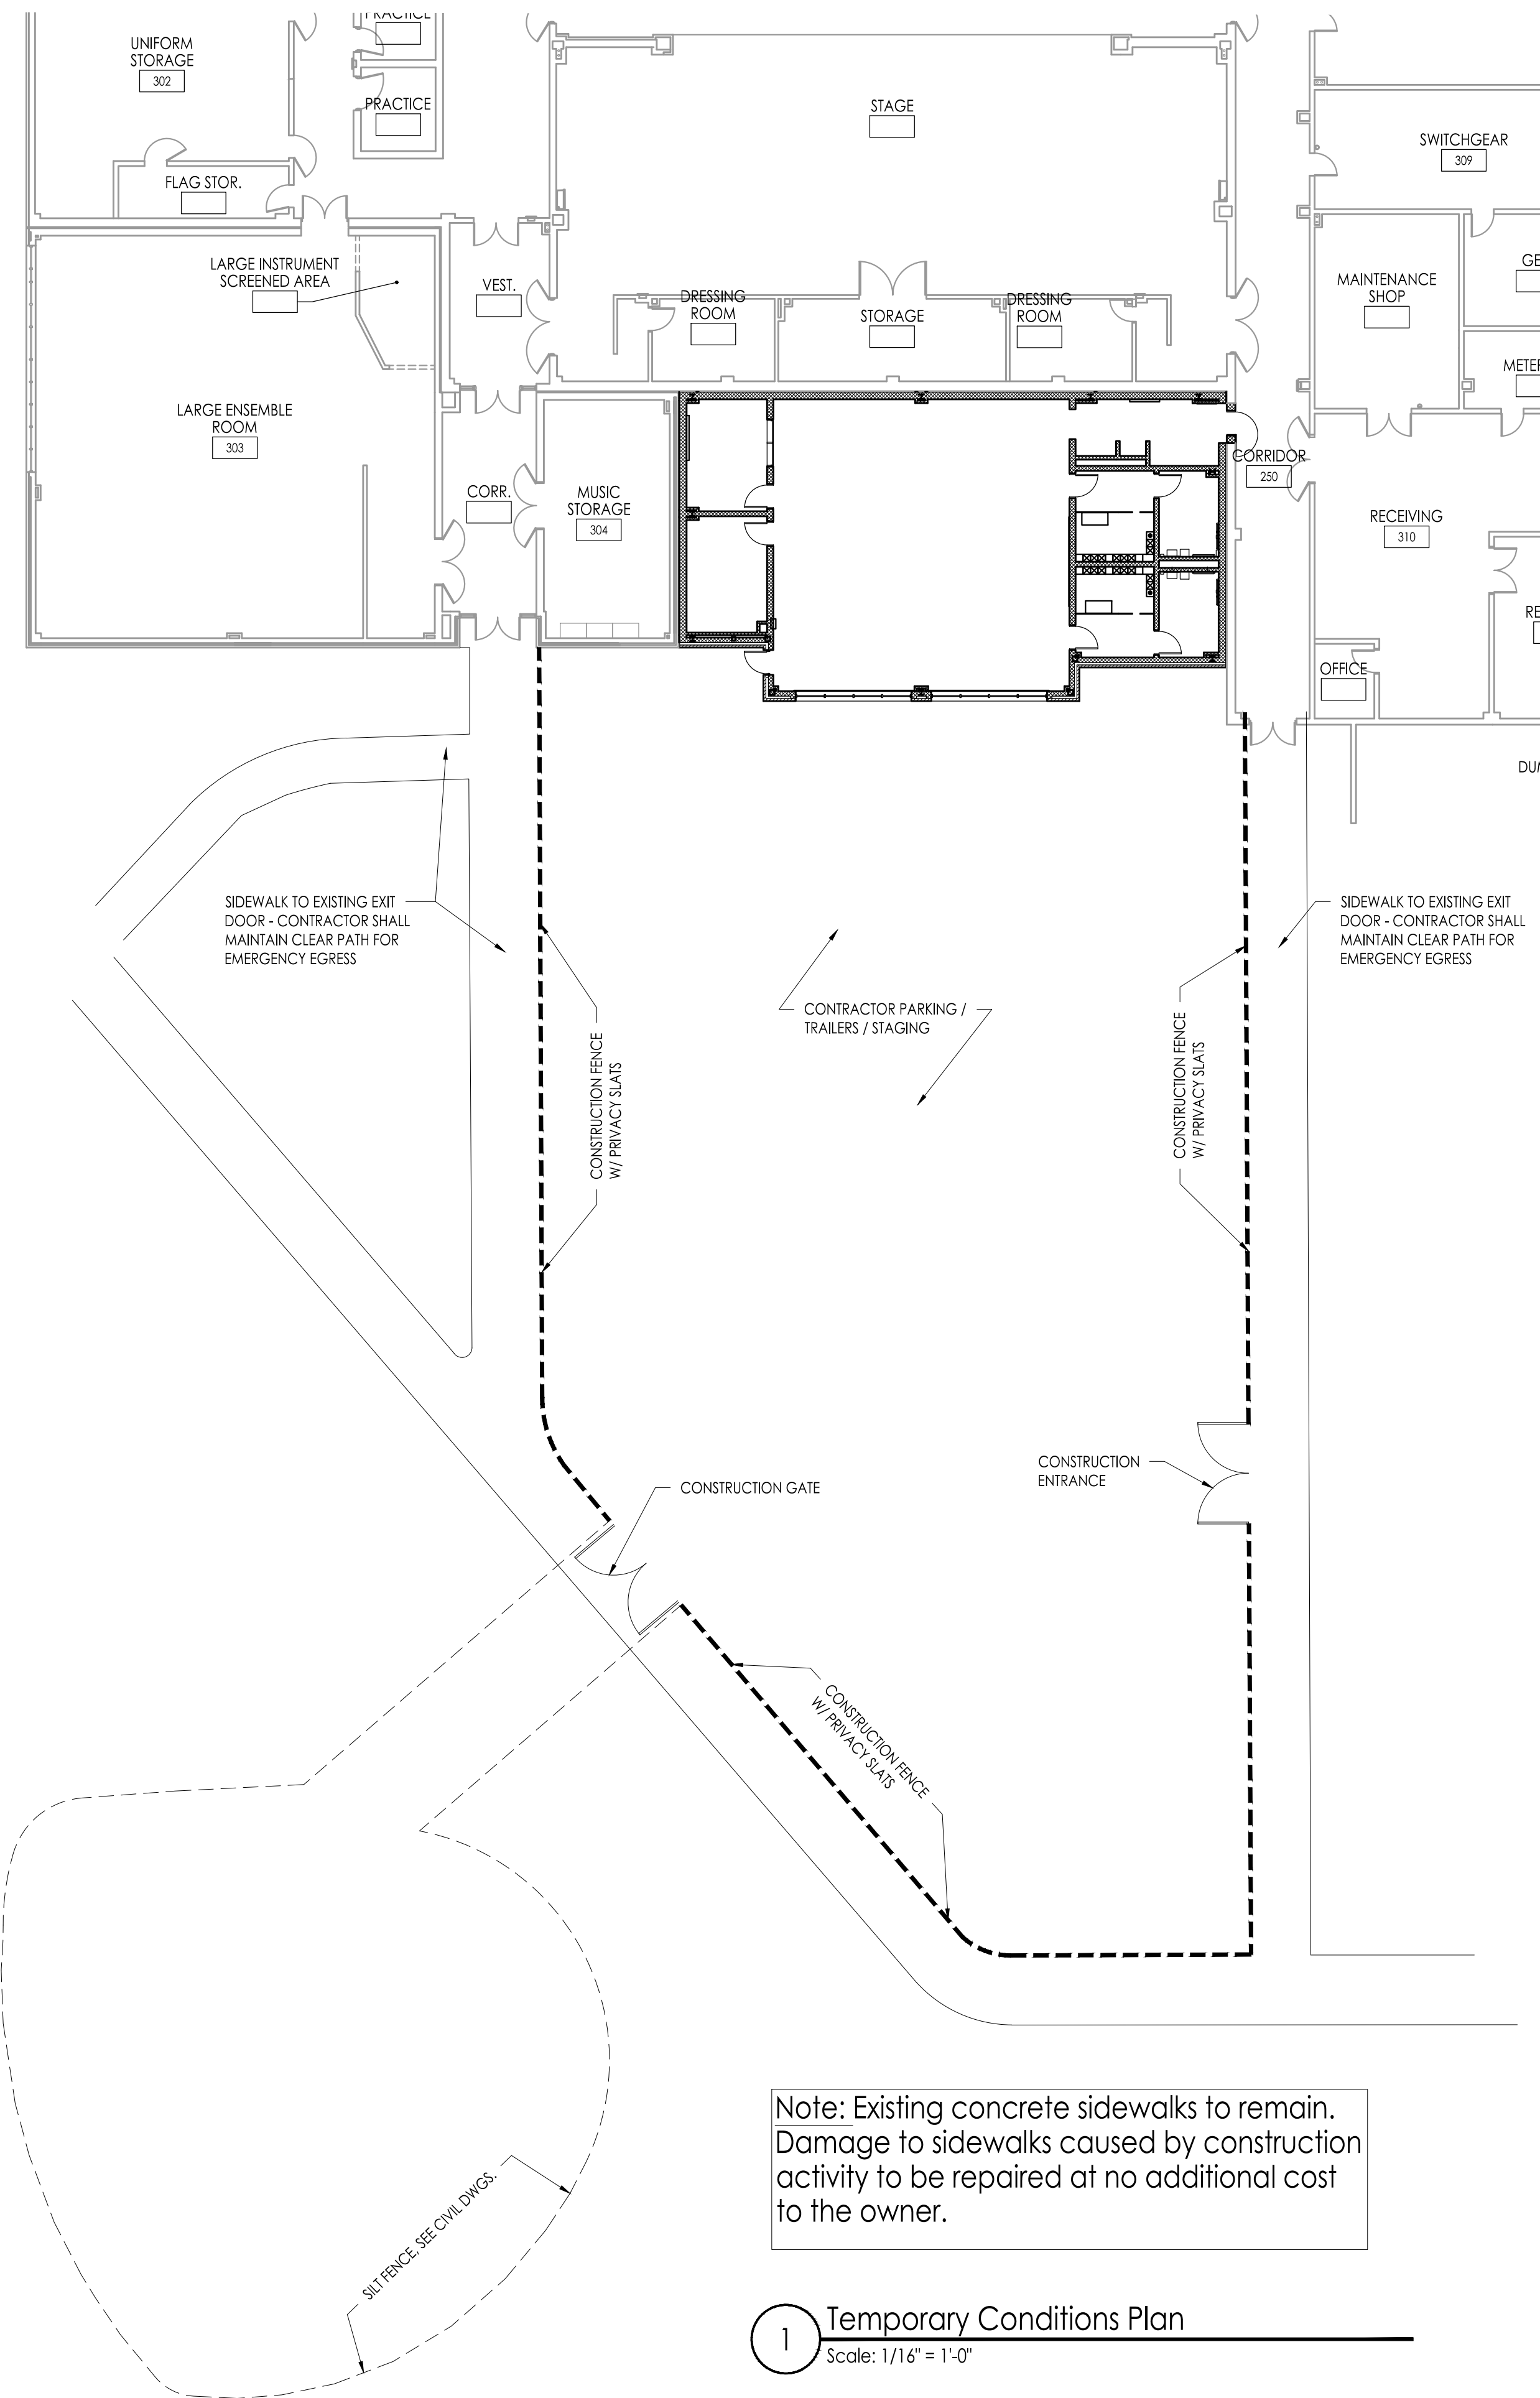 PRACTICE
UNIFORM
STORAGE
302
PRACTICE
STAGE
SWITCHGEAR
309
FLAG STOR.
LARGE INSTRUMENT
SCREENED AREA
VEST.
DRESSING
ROOM
STORAGE
DRESSING
ROOM
MAINTENANCE
SHOP
GE
METER
LARGE ENSEMBLE
ROOM
303
CORR.
MUSIC
STORAGE
304
CORRIDOR
250
RECEIVING
310
RE
OFFICE
DUM
SIDEWALK TO EXISTING EXIT
DOOR - CONTRACTOR SHALL
MAINTAIN CLEAR PATH FOR
EMERGENCY EGRESS
SIDEWALK TO EXISTING EXIT
DOOR - CONTRACTOR SHALL
MAINTAIN CLEAR PATH FOR
EMERGENCY EGRESS
CONTRACTOR PARKING /
TRAILERS / STAGING
CONSTRUCTION FENCE
W/ PRIVACY SLATS
CONSTRUCTION FENCE
W/ PRIVACY SLATS
CONSTRUCTION
ENTRANCE
CONSTRUCTION GATE
CONSTRUCTION FENCE
W/ PRIVACY SLATS
Note: Existing concrete sidewalks to remain.
Damage to sidewalks caused by construction
activity to be repaired at no additional cost
to the owner.
SILT FENCE, SEE CIVIL DWGS.
1
Temporary Conditions Plan
Scale: 1/16" = 1'-0"